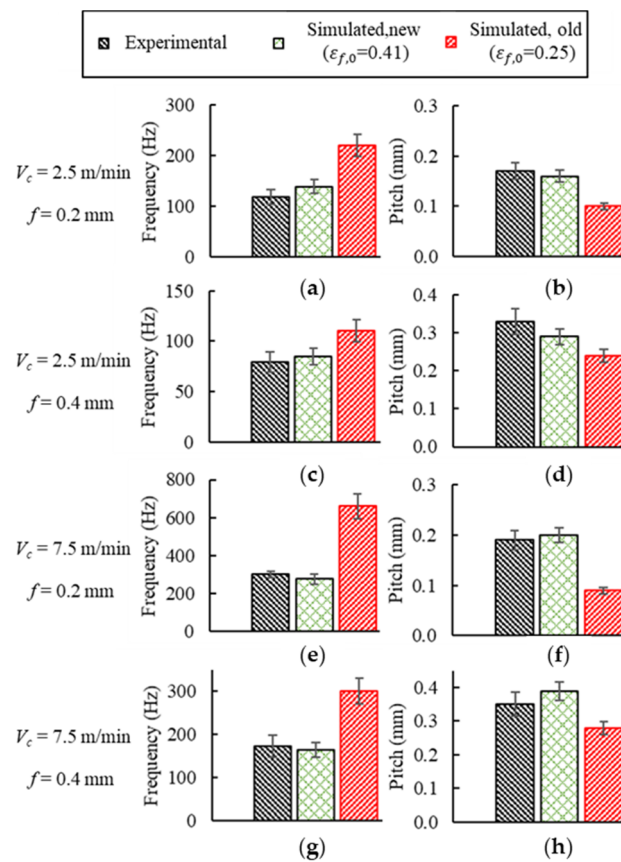 Experimental
Simulated,new
(εf,0=0.41)
Simulated, old
(εf,0=0.25)
Vc = 2.5 m/min
f = 0.2 mm
Frequency (Hz)
300
200
100
0
(a)
Pitch (mm)
0.3
0.2
0.1
0.0
(b)
Vc = 2.5 m/min
f = 0.4 mm
Frequency (Hz)
150
100
50
0
(c)
Pitch (mm)
0.4
0.3
0.2
0.1
0.0
(d)
Vc = 7.5 m/min
f = 0.2 mm
Frequency (Hz)
800
600
400
200
0
(e)
Pitch (mm)
0.3
0.2
0.1
0.0
(f)
Vc = 7.5 m/min
f = 0.4 mm
Frequency (Hz)
300
200
100
0
(g)
Pitch (mm)
0.4
0.3
0.2
0.1
0.0
(h)